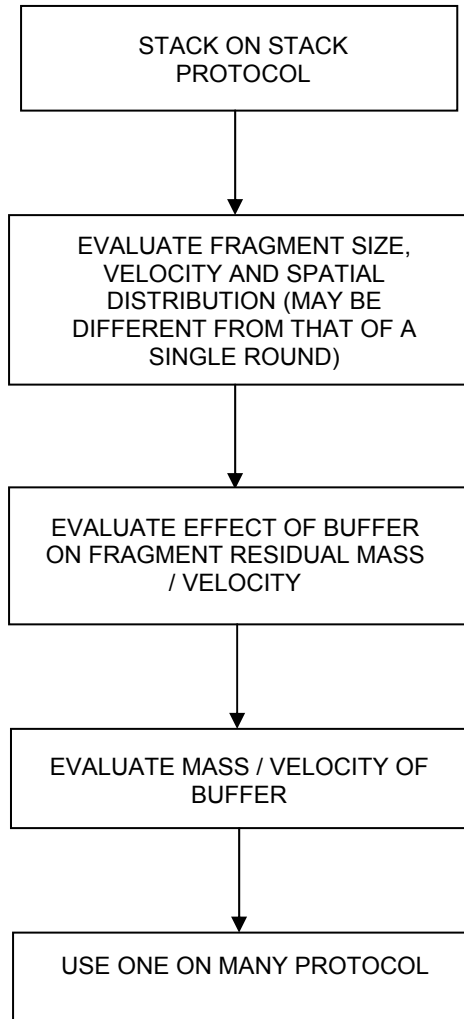 STACK ON STACK
PROTOCOL
EVALUATE FRAGMENT SIZE,
VELOCITY AND SPATIAL
DISTRIBUTION (MAY BE
DIFFERENT FROM THAT OF A
SINGLE ROUND)
EVALUATE EFFECT OF BUFFER
ON FRAGMENT RESIDUAL MASS
/ VELOCITY
EVALUATE MASS / VELOCITY OF
BUFFER
USE ONE ON MANY PROTOCOL